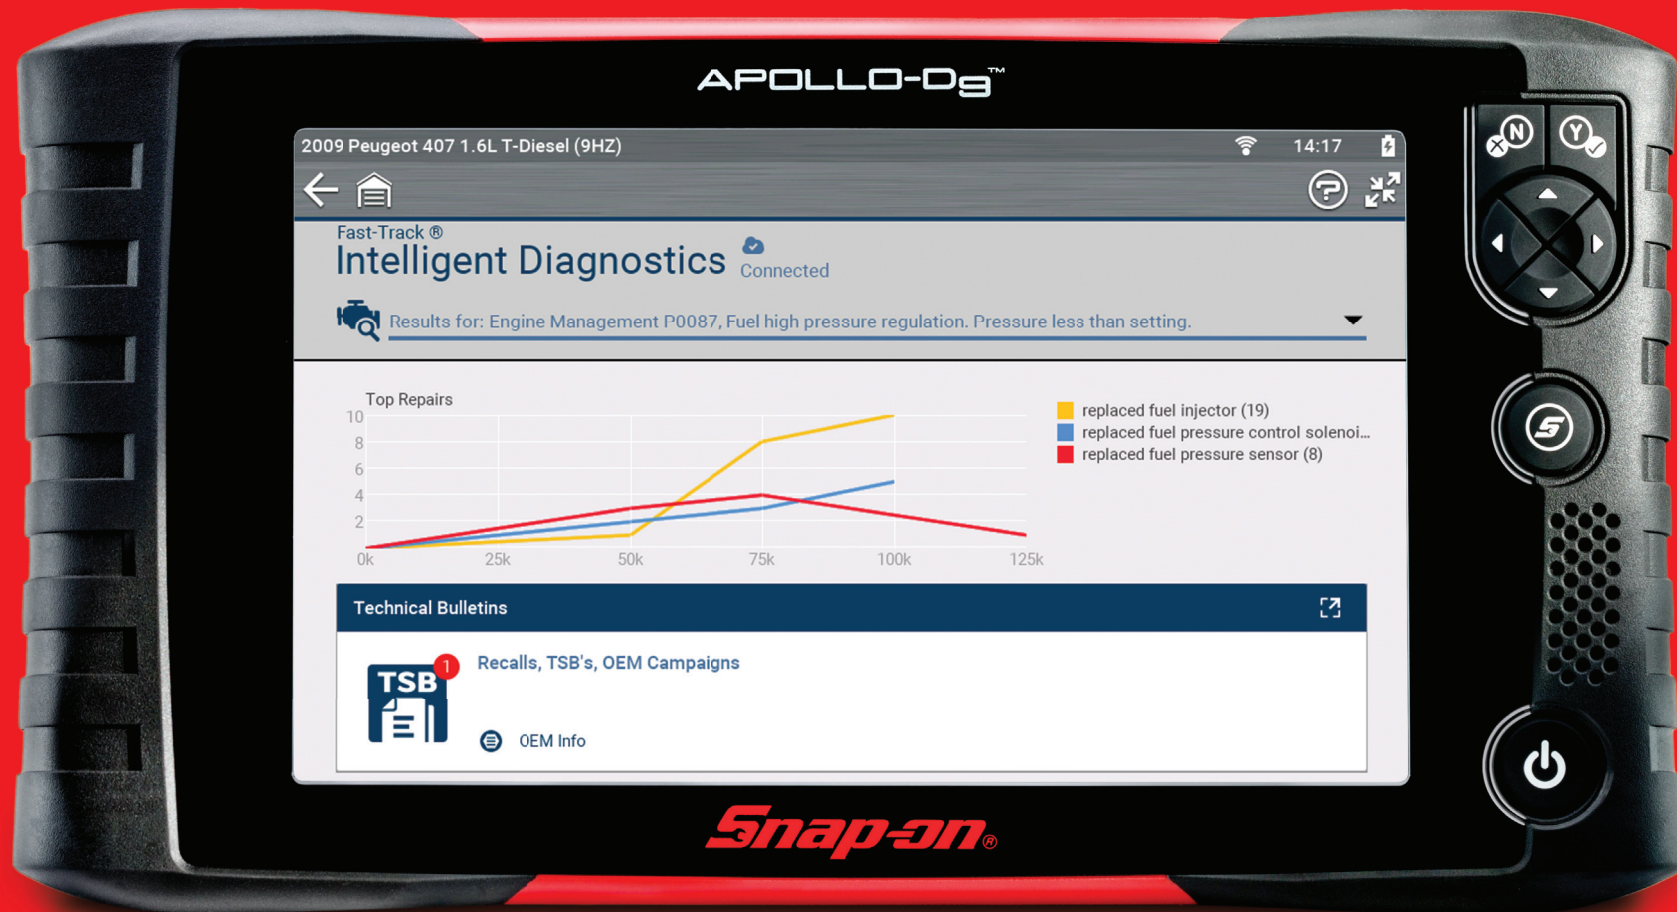 APOLLO-D9™
2009 Peugeot 407 1.6L T-Diesel (9HZ)
14:17
N
Y
Fast-Track ®
Intelligent Diagnostics
Connected
Results for: Engine Management P0087, Fuel high pressure regulation. Pressure less than setting.
Top Repairs
10
8
6
4
2
0k 25k 50k 75k 100k 125k
replaced fuel injector (19)
replaced fuel pressure control solenoi...
replaced fuel pressure sensor (8)
S
Technical Bulletins
TSB
1
Recalls, TSB's, OEM Campaigns
OEM Info
Snap-on®